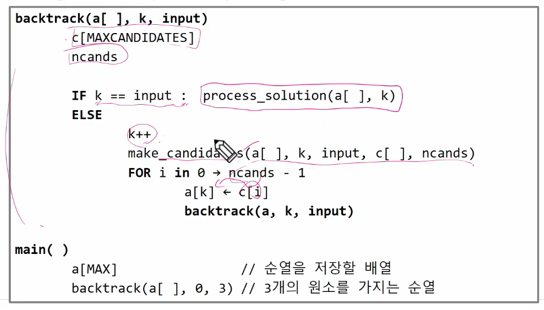 backtrack(a[ ], k, input)
c[MAXCANDIDATES]
ncands
IF k == input : process_solution(a[ ], k)
ELSE
k++
make_candidates(a[ ], k, input, c[ ], ncands)
FOR i in 0 → ncands - 1
a[k] ← c[i]
backtrack(a, k, input)
main( )
a[MAX] // 순열을 저장할 배열
backtrack(a[ ], 0, 3) // 3개의 원소를 가지는 순열